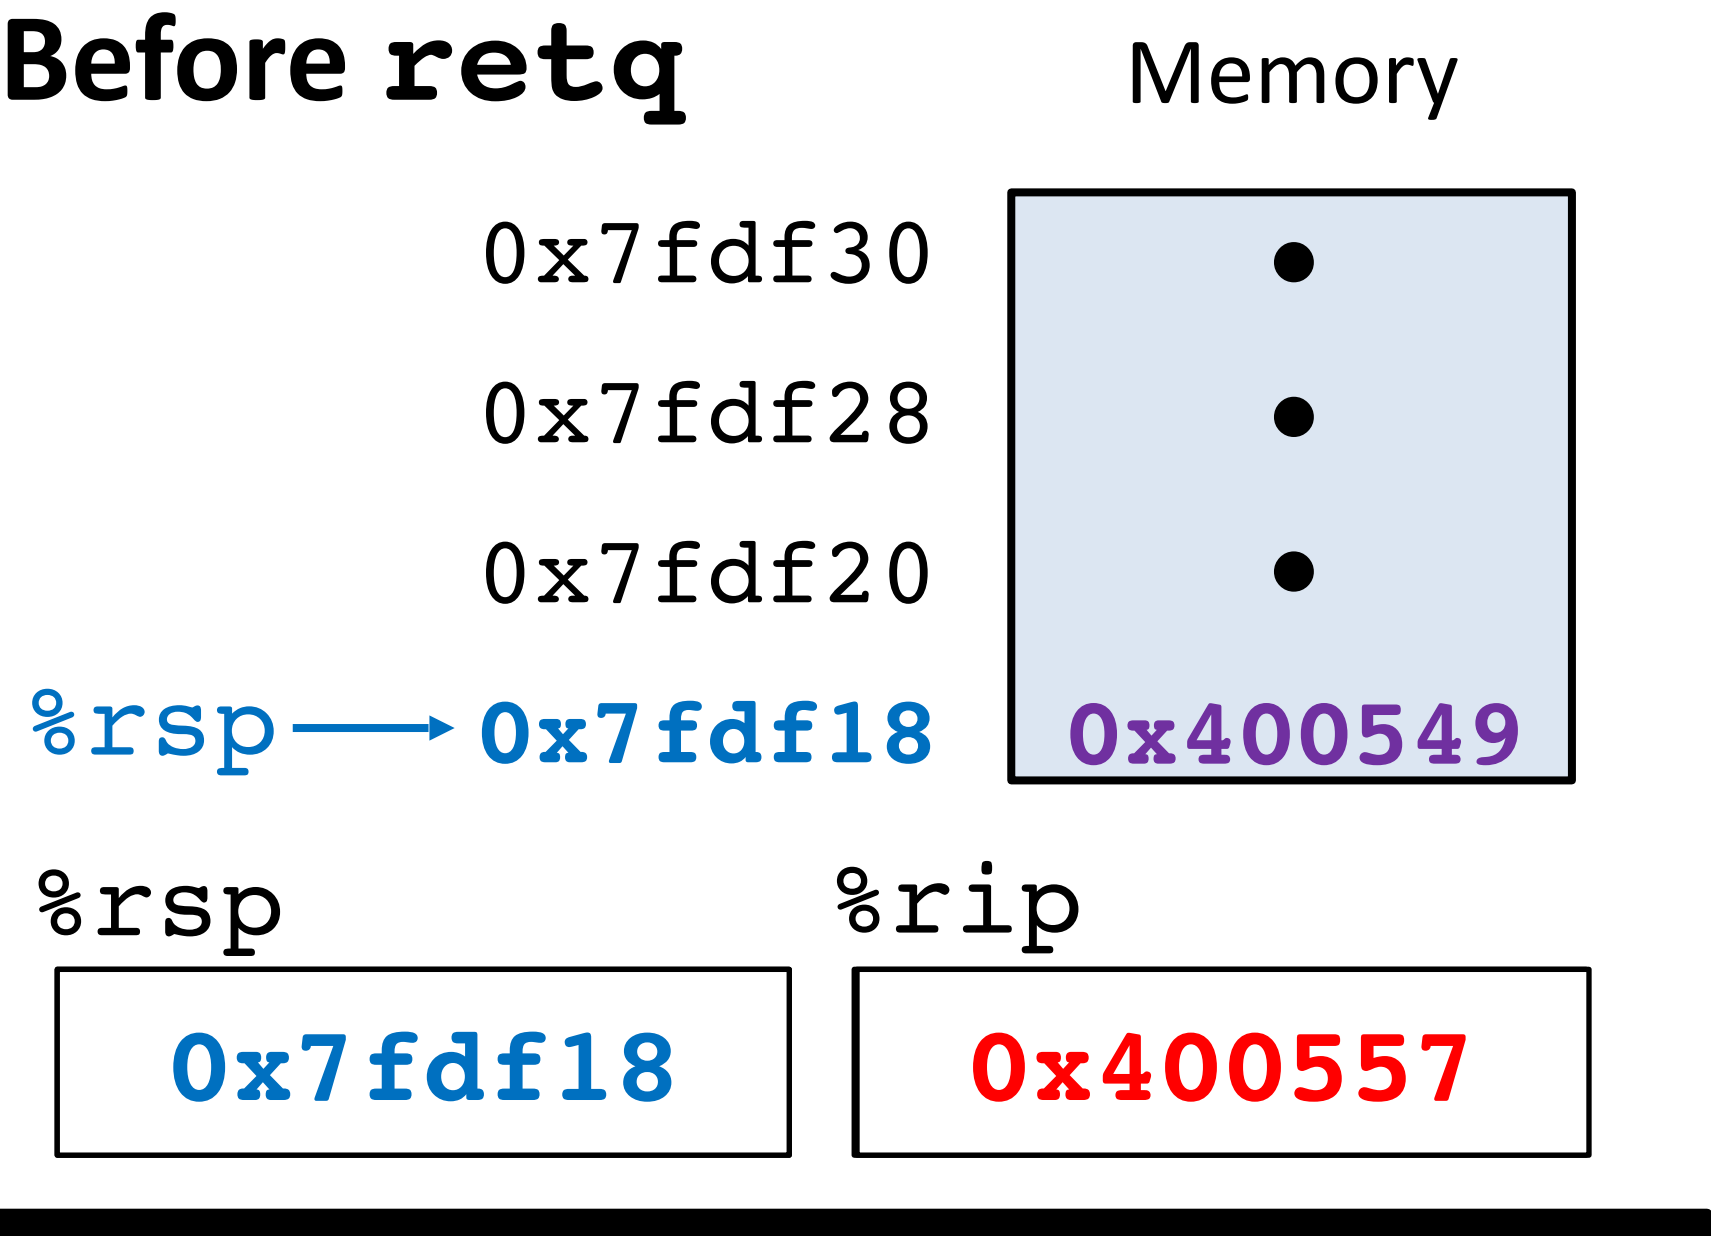 Before retq
Memory
0x7fdf30
0x7fdf28
0x7fdf20
%rsp 0x7fdf18 0x400549
%rsp %rip
0x7fdf18 0x400557